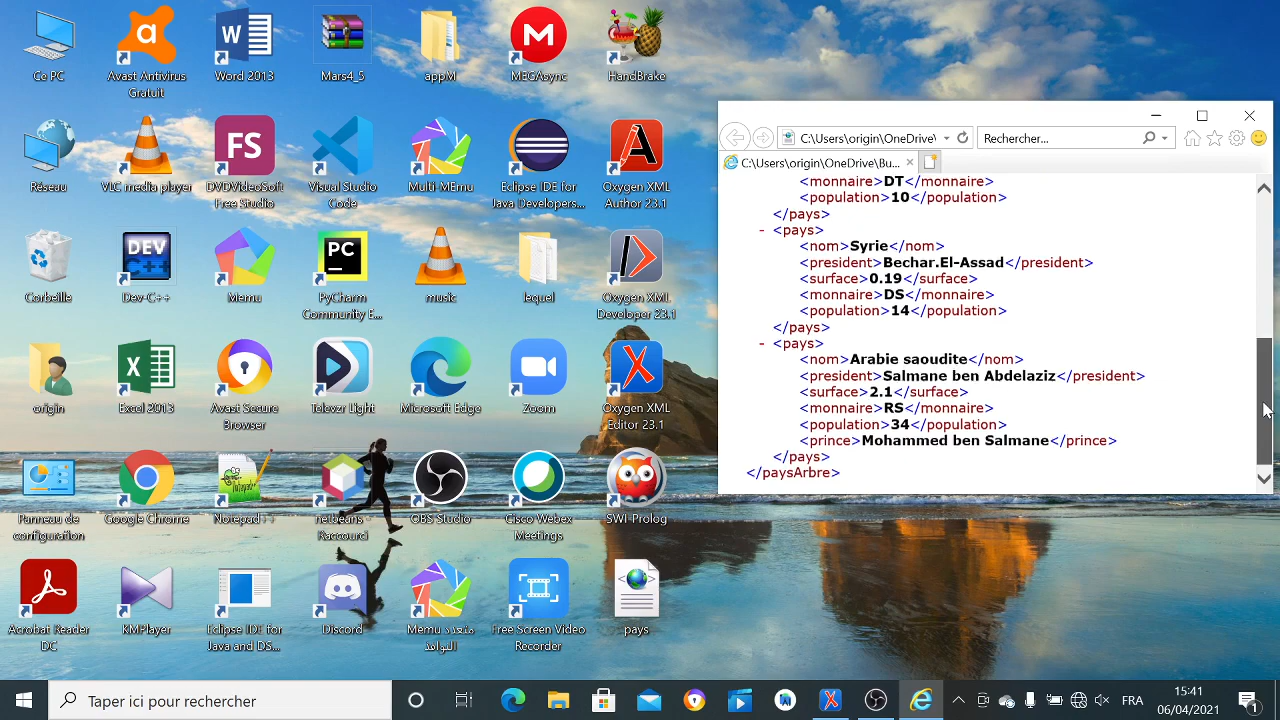 Ce PC
Avast Antivirus Gratuit
Word 2013
Mars4_5
appM
MEGAsync
HandBrake
Réseau
VLC media player
DVDVideoSoft Free Studio
Visual Studio Code
Multi-MEmu
Eclipse IDE for Java Developers...
Oxygen XML Author 23.1
Corbeille
Dev-C++
Memu
PyCharm Community E...
music
lequel
Oxygen XML Developer 23.1
origin
Excel 2013
Avast Secure Browser
Televzr Light
Microsoft Edge
Zoom
Oxygen XML Editor 23.1
Panneau de configuration
Google Chrome
Notepad++
netbeans - Raccourci
OBS Studio
Cisco Webex Meetings
SWI-Prolog
Acrobat Reader DC
KMPlayer
Eclipse IDE for Java and DS...
Discord
Memu متعدد النوافذ
Free Screen Video Recorder
pays
FS
DEV
C++
PC
C:\Users\origin\OneDrive\
Rechercher...
C:\Users\origin\OneDrive\Bu...
<monnaire>DT</monnaire>
<population>10</population>
</pays>
- <pays>
<nom>Syrie</nom>
<president>Bechar.El-Assad</president>
<surface>0.19</surface>
<monnaire>DS</monnaire>
<population>14</population>
</pays>
- <pays>
<nom>Arabie saoudite</nom>
<president>Salmane ben Abdelaziz</president>
<surface>2.1</surface>
<monnaire>RS</monnaire>
<population>34</population>
<prince>Mohammed ben Salmane</prince>
</pays>
</paysArbre>
Taper ici pour rechercher
FRA
15:41
06/04/2021
1